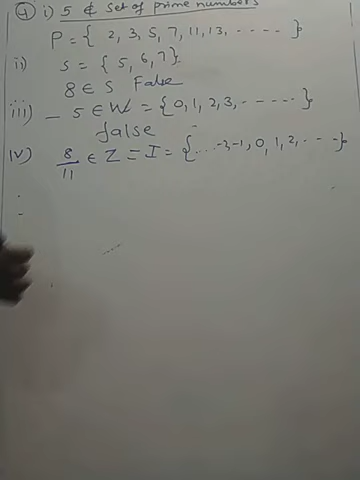 4) i) 5 ∉ set of prime numbers
P = { 2, 3, 5, 7, 11, 13, ...... }
ii) S = { 5, 6, 7 }
8 ∈ S False
iii) - 5 ∈ W = { 0, 1, 2, 3, ...... }
false
iv) 8/11 ∈ Z = I = { ... -2, -1, 0, 1, 2, .... }